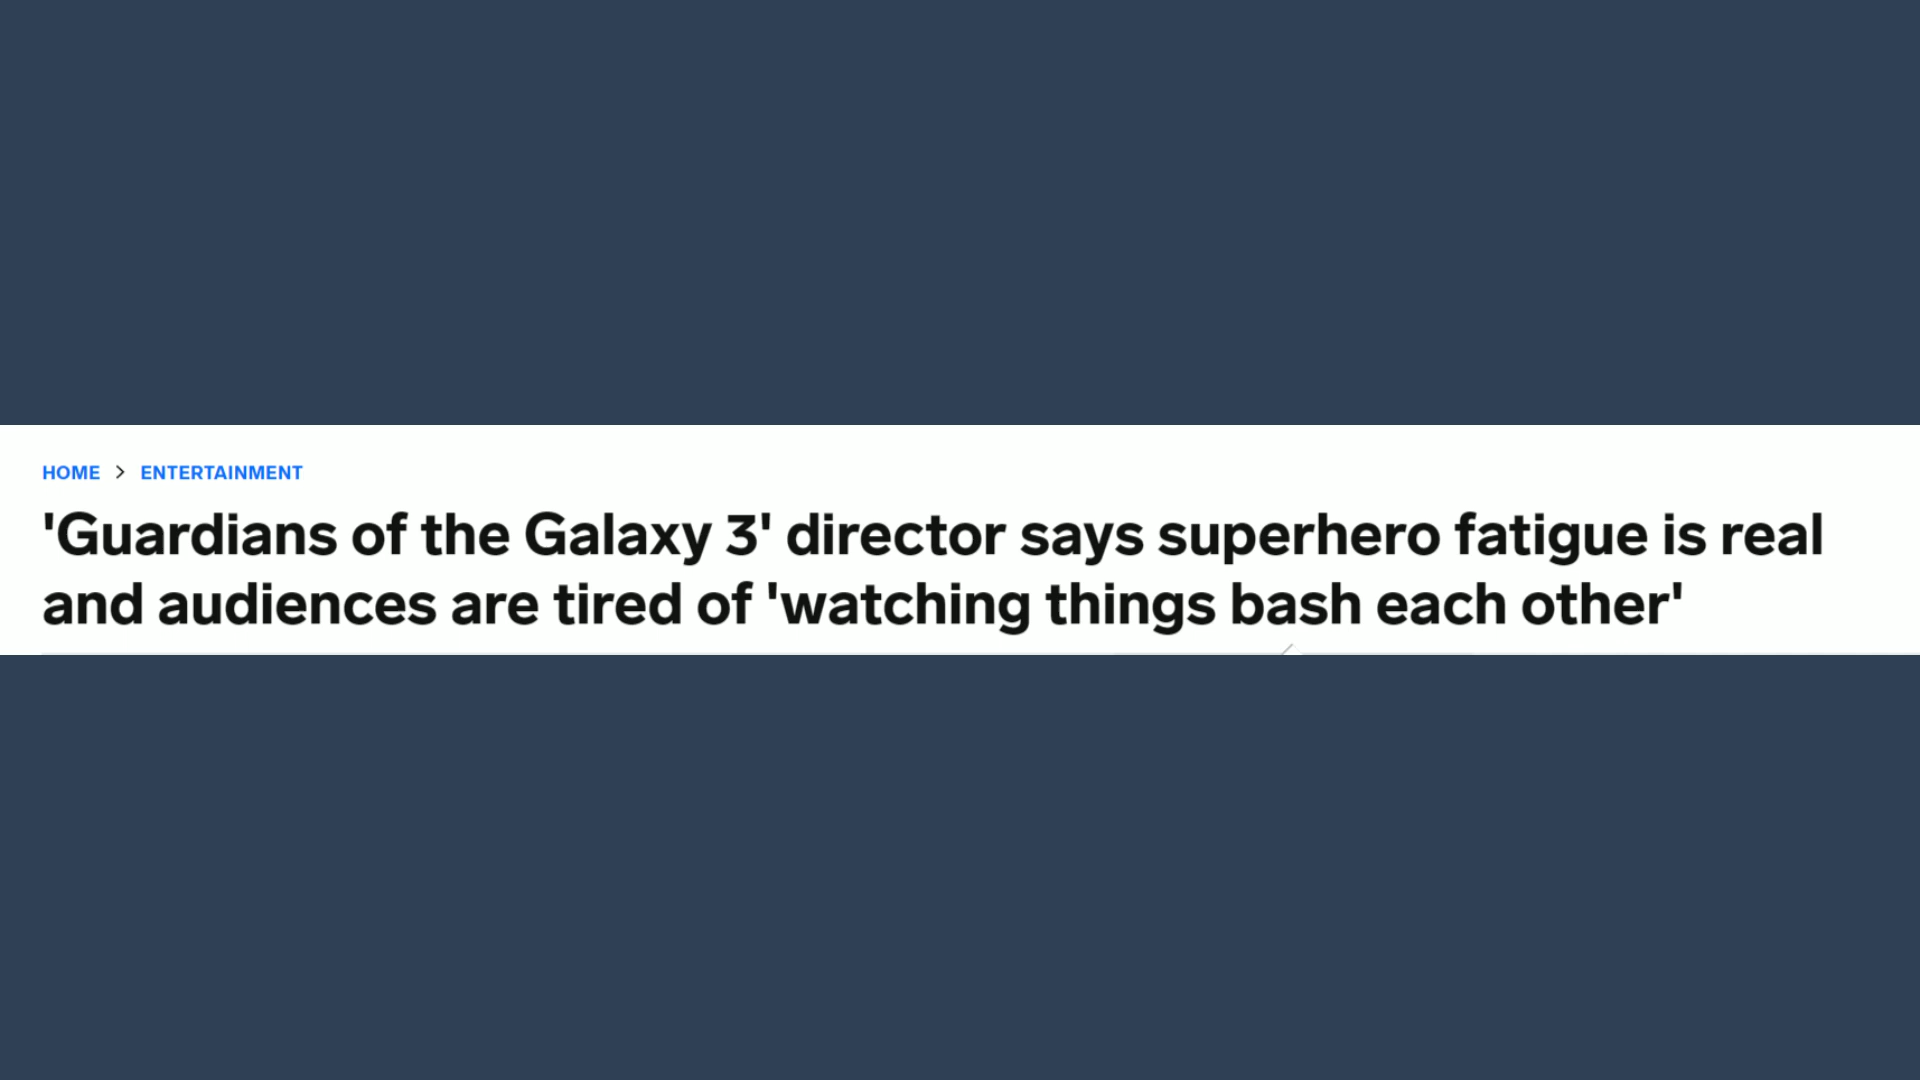 HOME > ENTERTAINMENT
'Guardians of the Galaxy 3' director says superhero fatigue is real
and audiences are tired of 'watching things bash each other'